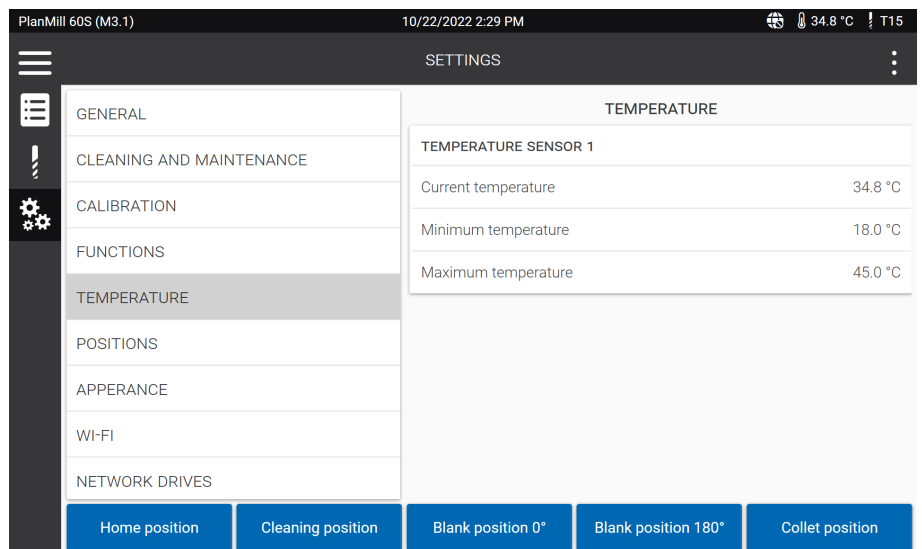 PlanMill 60S (M3.1) 10/22/2022 2:29 PM 34.8 °C T15
SETTINGS
GENERAL
CLEANING AND MAINTENANCE
CALIBRATION
FUNCTIONS
TEMPERATURE
POSITIONS
APPERANCE
WI-FI
NETWORK DRIVES
TEMPERATURE
TEMPERATURE SENSOR 1
Current temperature 34.8 °C
Minimum temperature 18.0 °C
Maximum temperature 45.0 °C
Home position Cleaning position Blank position 0° Blank position 180° Collet position